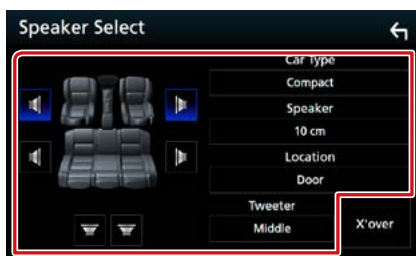 Speaker Select
Car Type
Compact
Speaker
10 cm
Location
Door
Tweeter
Middle
X'over